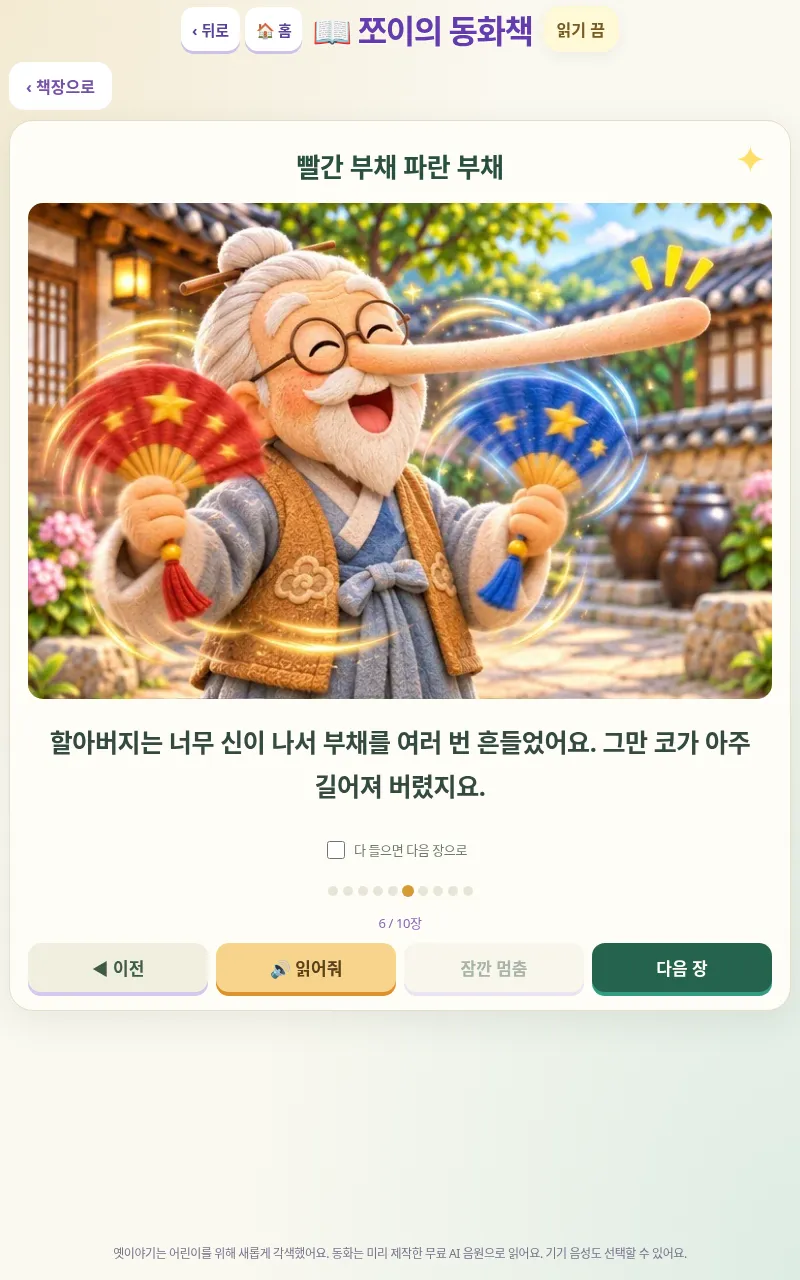 ‹ 뒤로
🏠 홈
📖 쪼이의 동화책
읽기 끔
‹ 책장으로
빨간 부채 파란 부채
할아버지는 너무 신이 나서 부채를 여러 번 흔들었어요. 그만 코가 아주
길어져 버렸지요.
다 들으면 다음 장으로
6 / 10장
◀ 이전
🔊 읽어줘
잠깐 멈춤
다음 장
옛이야기는 어린이를 위해 새롭게 각색했어요. 동화는 미리 제작한 무료 AI 음원으로 읽어요. 기기 음성도 선택할 수 있어요.